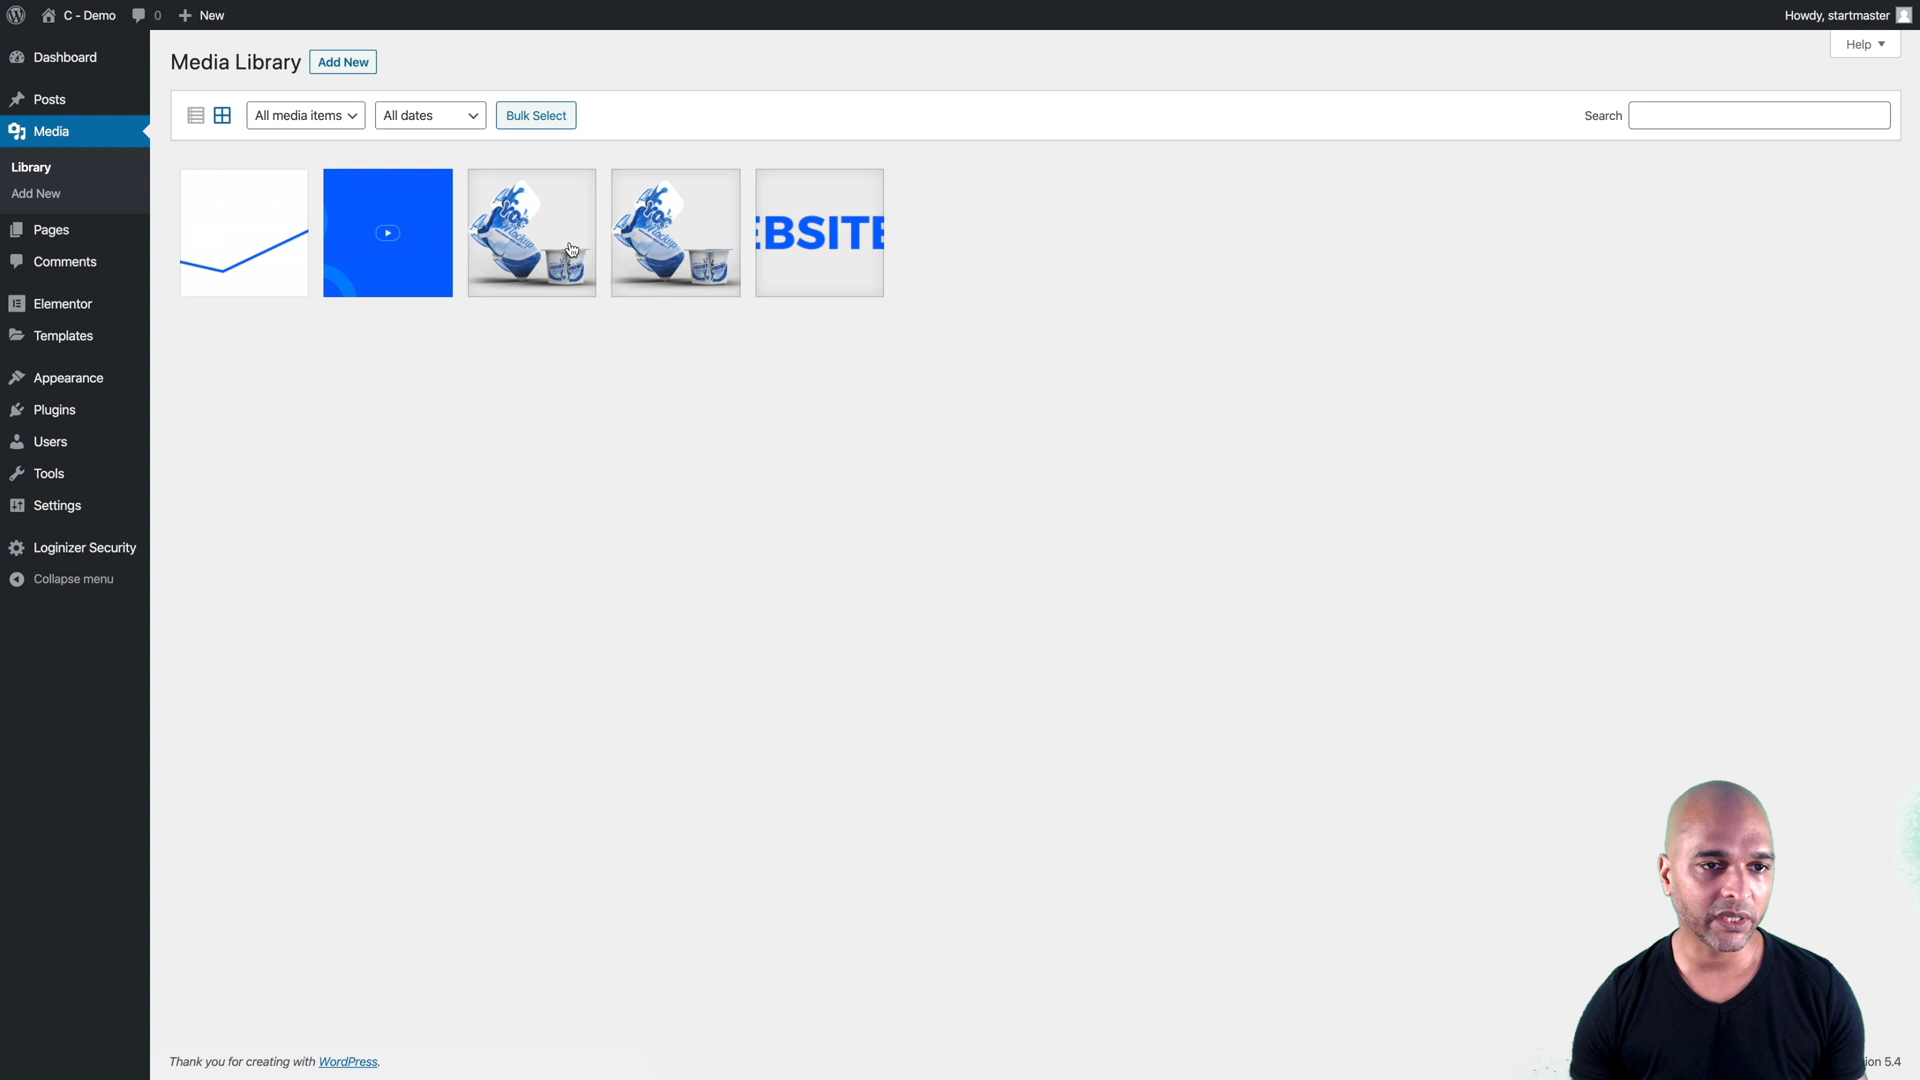 C - Demo
0
New
Howdy, startmaster
Dashboard
Posts
Media
Library
Add New
Pages
Comments
Elementor
Templates
Appearance
Plugins
Users
Tools
Settings
Loginizer Security
Collapse menu
Media Library
Add New
Help
All media items
All dates
Bulk Select
Search
EBSITE
Thank you for creating with WordPress.
ion 5.4